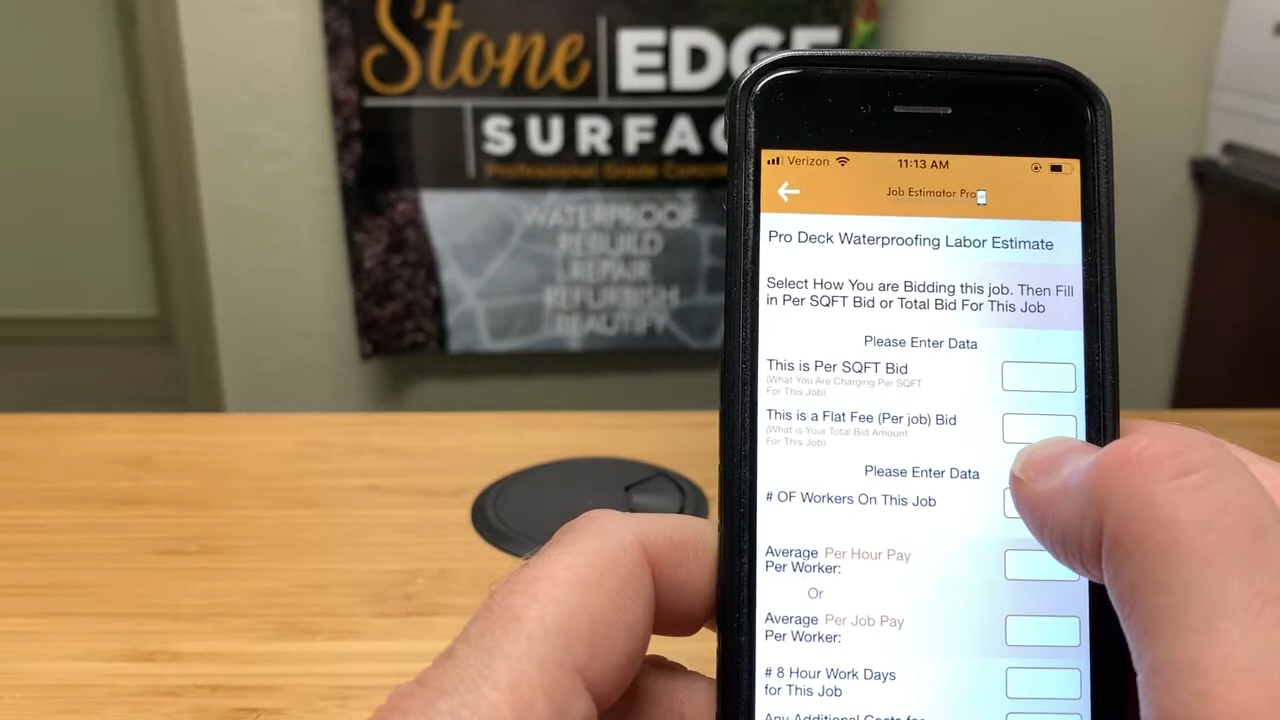 Stone EDGE
SURFAC
Professional Grade Concre
WATERPROOF
REBUILD
REPAIR
REFURBISH
BEAUTIFY
Verizon
11:13 AM
Job Estimator Pro
Pro Deck Waterproofing Labor Estimate
Select How You are Bidding this job. Then Fill
in Per SQFT Bid or Total Bid For This Job
Please Enter Data
This is Per SQFT Bid
(What You Are Charging Per SQFT
For This Job)
This is a Flat Fee (Per job) Bid
(What is Your Total Bid Amount
For This Job)
Please Enter Data
# OF Workers On This Job
Average Per Hour Pay
Per Worker:
Or
Average Per Job Pay
Per Worker:
# 8 Hour Work Days
for This Job
Any Additional Costs for